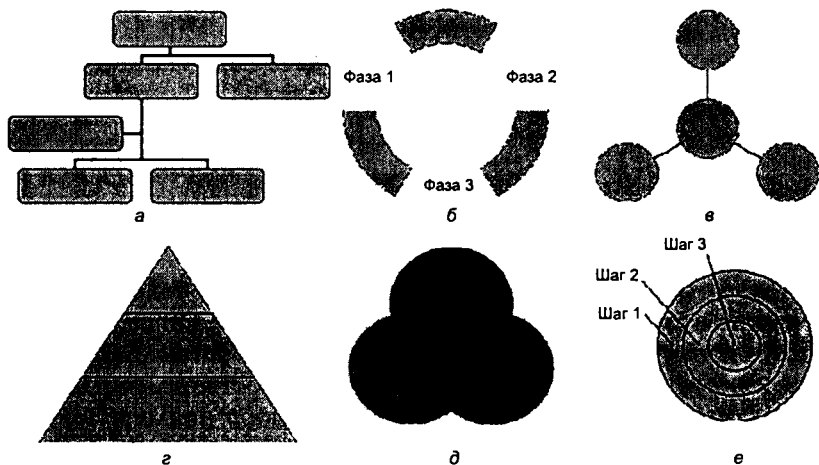 Фаза 1
Фаза 2
Фаза 3
а
б
в
Шаг 3
Шаг 2
Шаг 1
г
д
е